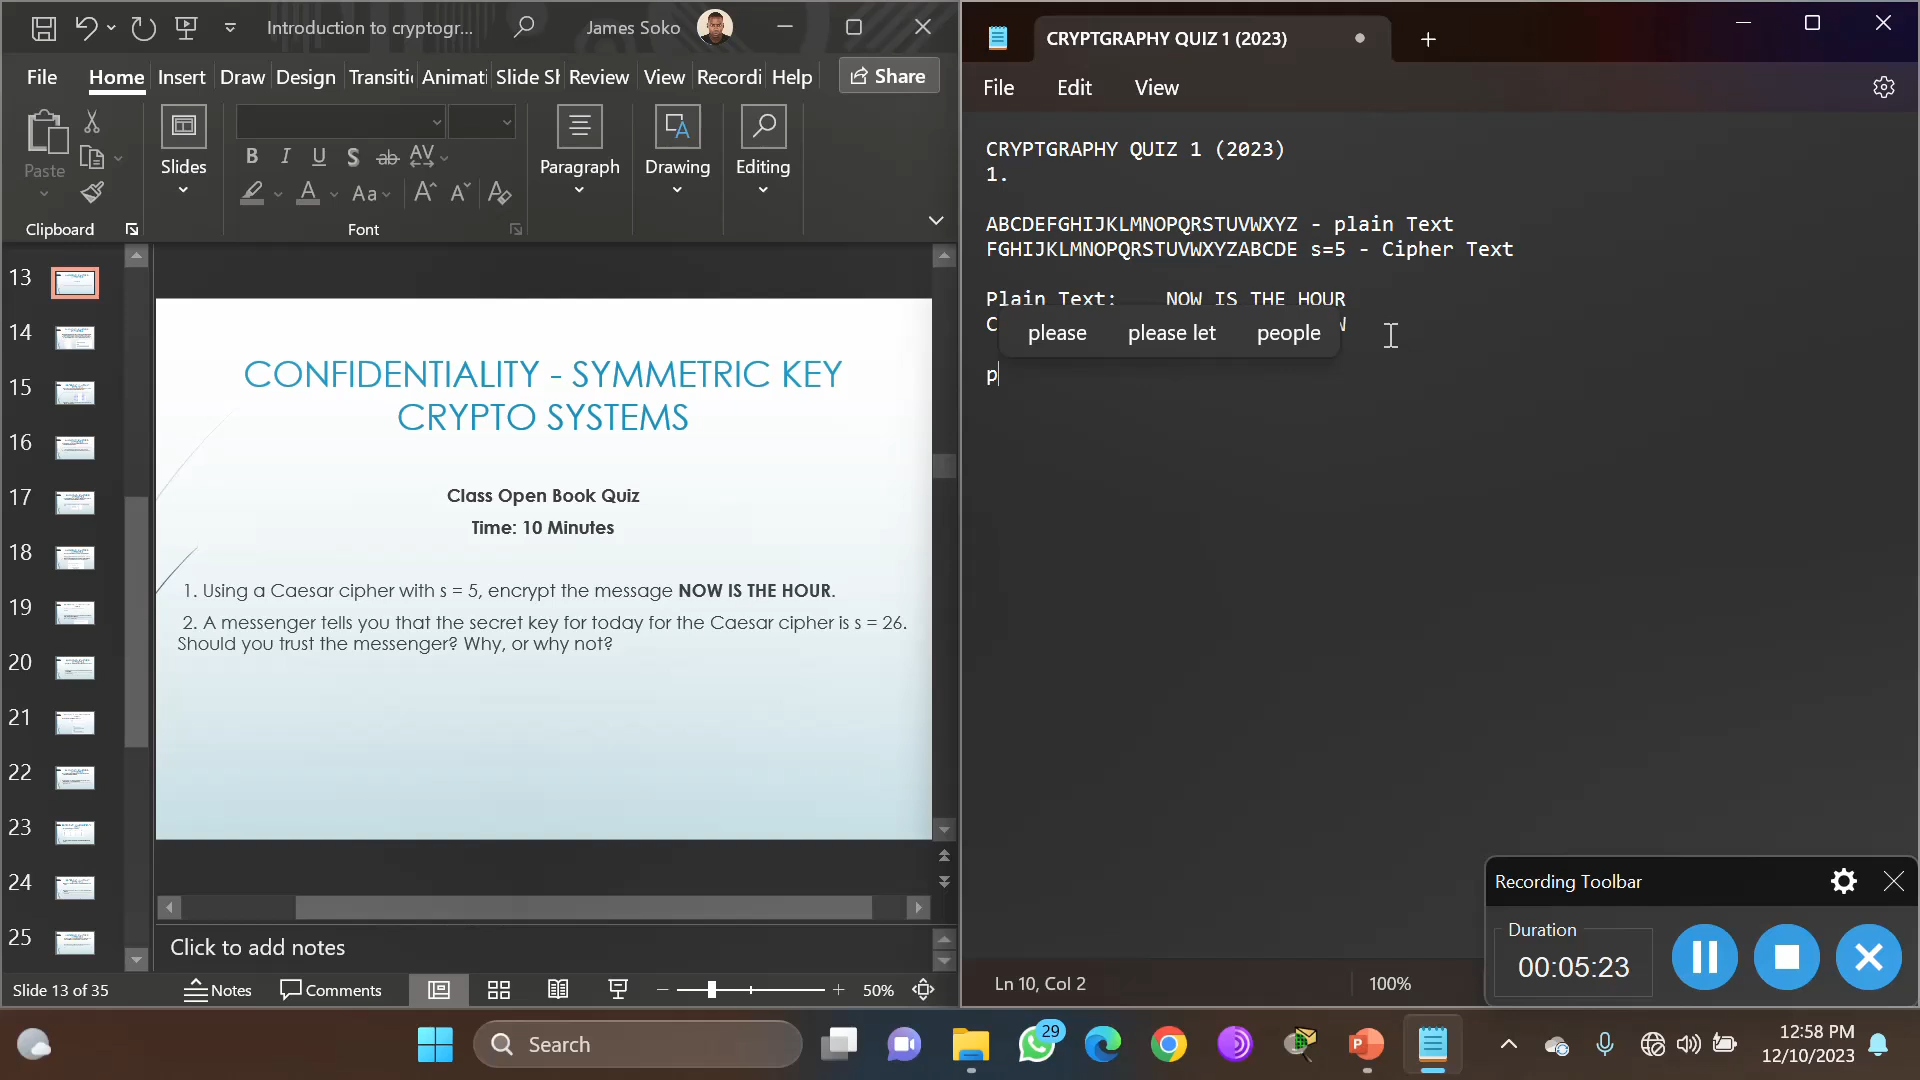 Introduction to cryptogr...
James Soko
File Home Insert Draw Design Transiti Animati Slide Sh Review View Recordi Help Share
Paste
Slides
Paragraph
Drawing
Editing
Clipboard
Font
13
14
15
16
17
18
19
20
21
22
23
24
25
CONFIDENTIALITY - SYMMETRIC KEY
CRYPTO SYSTEMS
Class Open Book Quiz
Time: 10 Minutes
1. Using a Caesar cipher with s = 5, encrypt the message NOW IS THE HOUR.
2. A messenger tells you that the secret key for today for the Caesar cipher is s = 26.
Should you trust the messenger? Why, or why not?
Click to add notes
Slide 13 of 35
Notes
Comments
50%
CRYPTGRAPHY QUIZ 1 (2023)
File Edit View
CRYPTGRAPHY QUIZ 1 (2023)
1.
ABCDEFGHIJKLMNOPQRSTUVWXYZ - plain Text
FGHIJKLMNOPQRSTUVWXYZABCDE s=5 - Cipher Text
Plain Text: NOW IS THE HOUR
please please let people
p
Ln 10, Col 2
100%
Recording Toolbar
Duration
00:05:23
Search
29
12:58 PM
12/10/2023